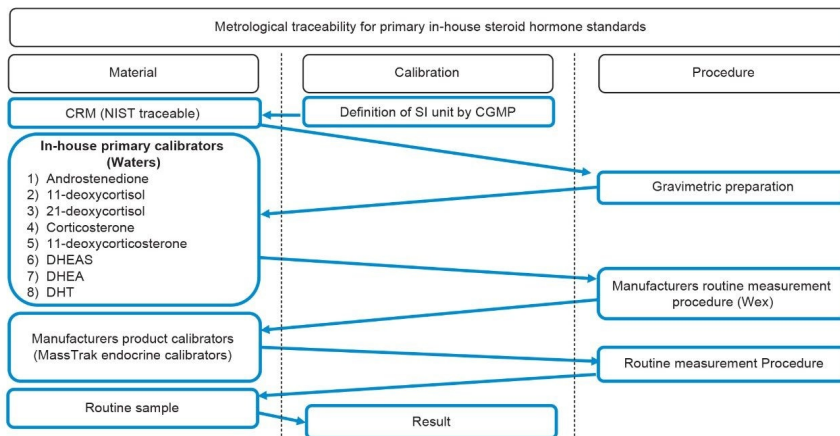 Metrological traceability for primary in-house steroid hormone standards
Material
Calibration
Procedure
CRM (NIST traceable)
Definition of SI unit by CGMP
In-house primary calibrators
(Waters)
1) Androstenedione
2) 11-deoxycortisol
3) 21-deoxycortisol
4) Corticosterone
5) 11-deoxycorticosterone
6) DHEAS
7) DHEA
8) DHT
Gravimetric preparation
Manufacturers routine measurement
procedure (Wex)
Manufacturers product calibrators
(MassTrak endocrine calibrators)
Routine measurement Procedure
Routine sample
Result